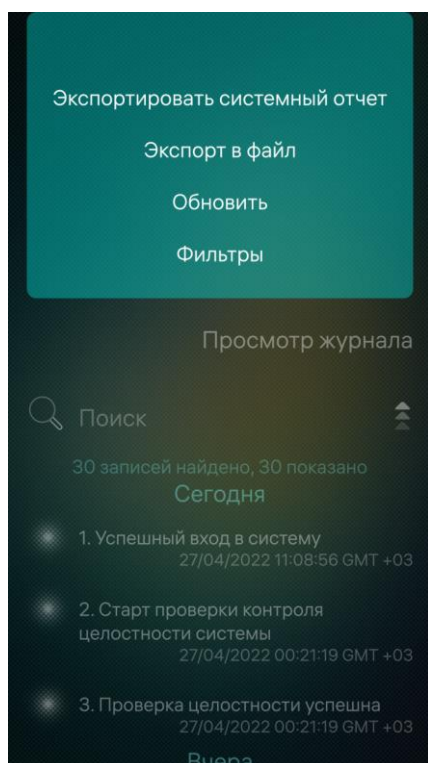 Экспортировать системный отчет
Экспорт в файл
Обновить
Фильтры
Просмотр журнала
Поиск
30 записей найдено, 30 показано
Сегодня
1. Успешный вход в систему
27/04/2022 11:08:56 GMT +03
2. Старт проверки контроля
целостности системы
27/04/2022 00:21:19 GMT +03
3. Проверка целостности успешна
27/04/2022 00:21:19 GMT +03
Вчера